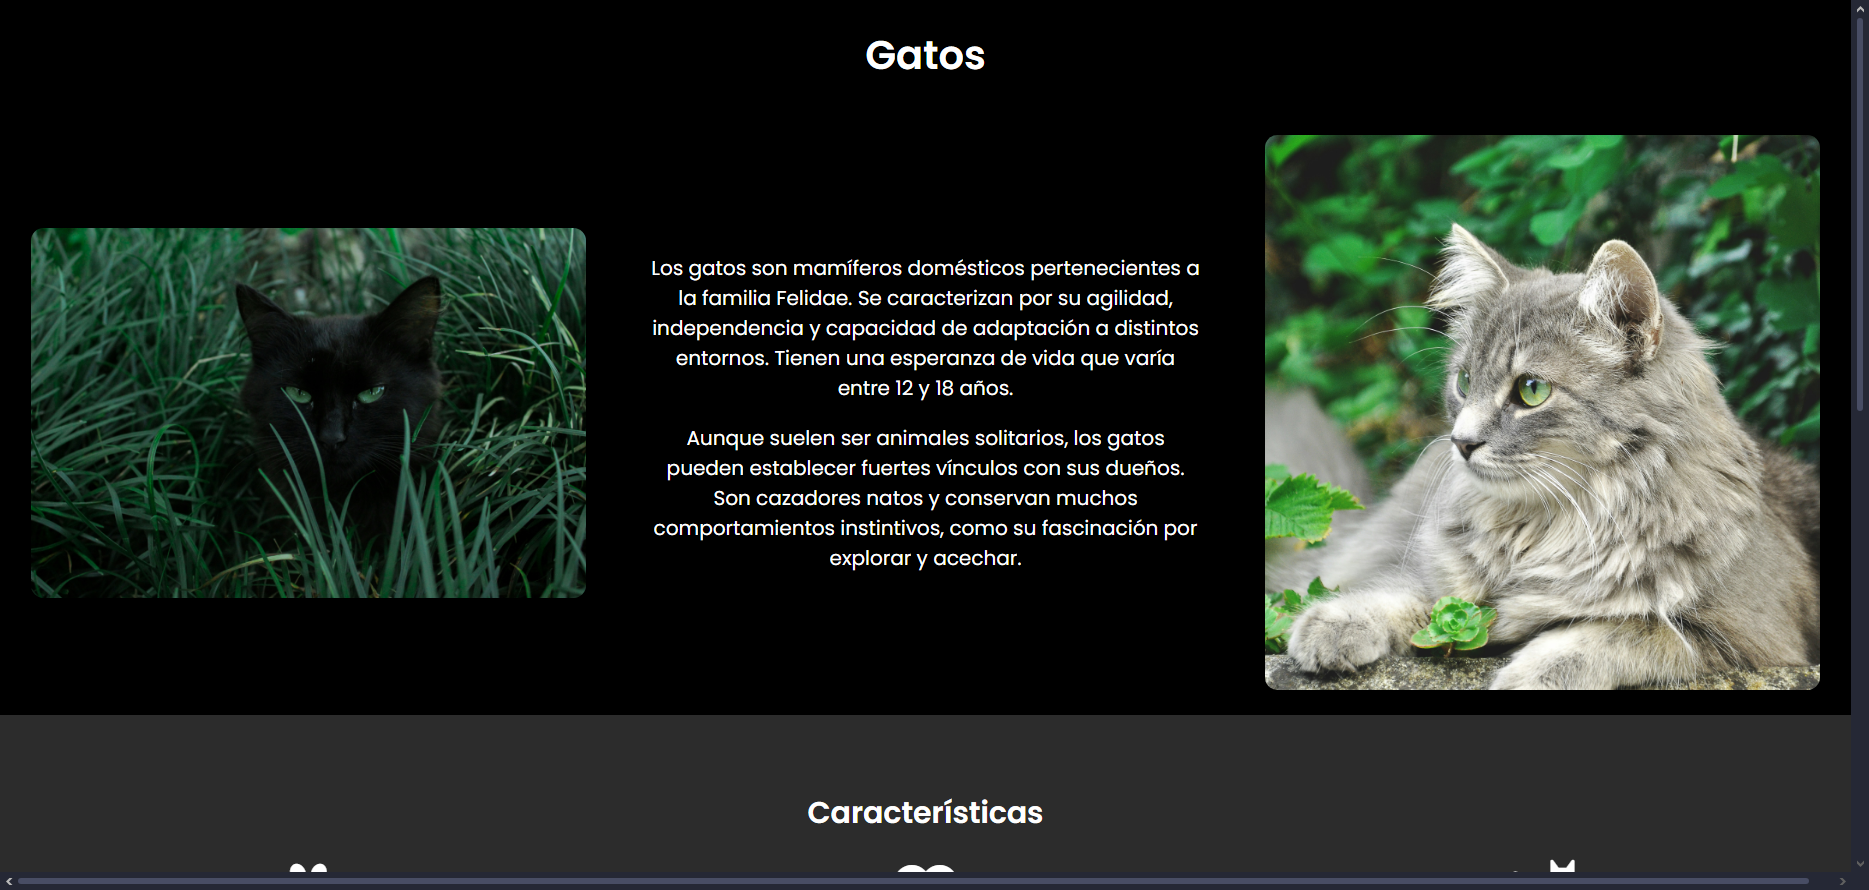 Gatos
Los gatos son mamíferos domésticos pertenecientes a
la familia Felidae. Se caracterizan por su agilidad,
independencia y capacidad de adaptación a distintos
entornos. Tienen una esperanza de vida que varía
entre 12 y 18 años.
Aunque suelen ser animales solitarios, los gatos
pueden establecer fuertes vínculos con sus dueños.
Son cazadores natos y conservan muchos
comportamientos instintivos, como su fascinación por
explorar y acechar.
Características